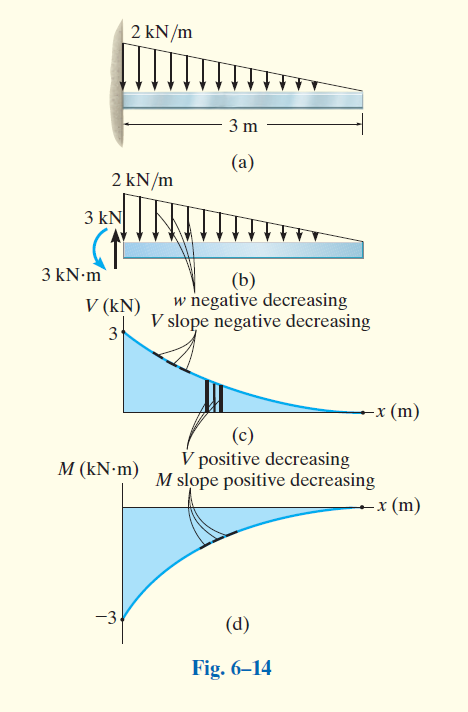 2 kN/m
3 m
(a)
2 kN/m
3 kN
3 kN·m
(b)
w negative decreasing
V slope negative decreasing
V (kN)
3
x (m)
(c)
V positive decreasing
M slope positive decreasing
M (kN·m)
x (m)
−3
(d)
Fig. 6–14